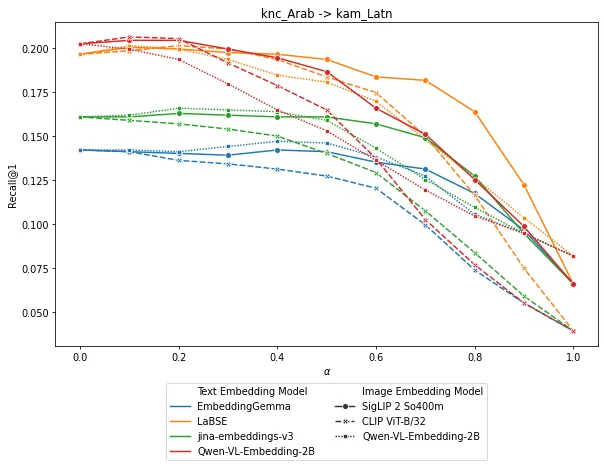 knc_Arab -> kam_Latn
Recall@1
0.200
0.175
0.150
0.125
0.100
0.075
0.050
0.0 0.2 0.4 0.6 0.8 1.0
α
Text Embedding Model Image Embedding Model
EmbeddingGemma SigLIP 2 So400m
LaBSE CLIP ViT-B/32
jina-embeddings-v3 Qwen-VL-Embedding-2B
Qwen-VL-Embedding-2B